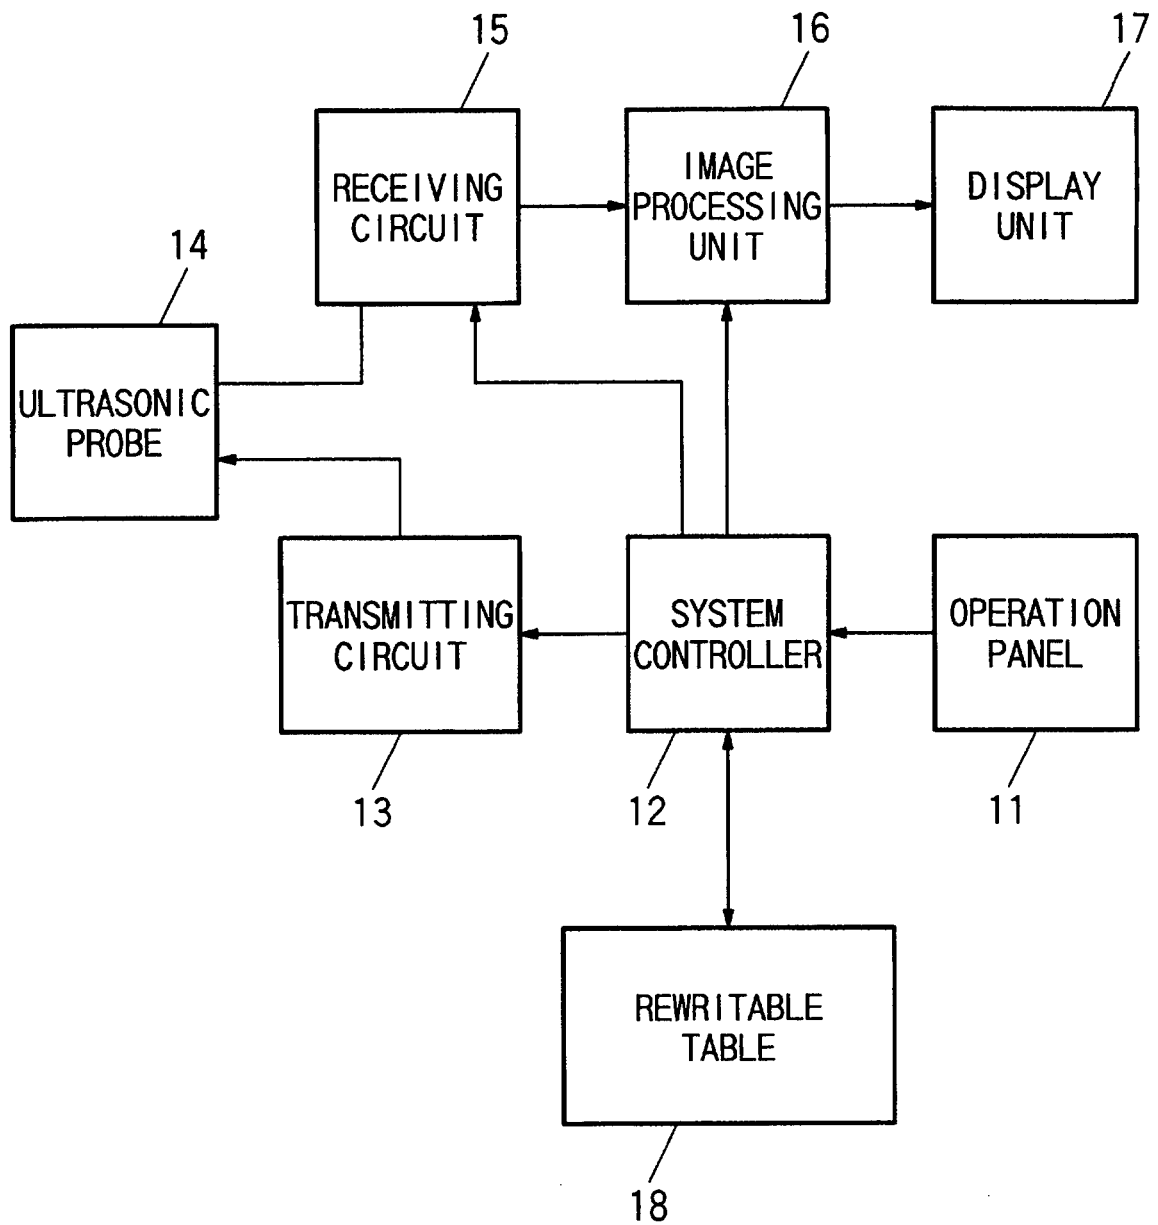 15
16
17
RECEIVING
CIRCUIT
IMAGE
PROCESSING
UNIT
DISPLAY
UNIT
14
ULTRASONIC
PROBE
TRANSMITTING
CIRCUIT
SYSTEM
CONTROLLER
OPERATION
PANEL
13
12
11
REWRITABLE
TABLE
18